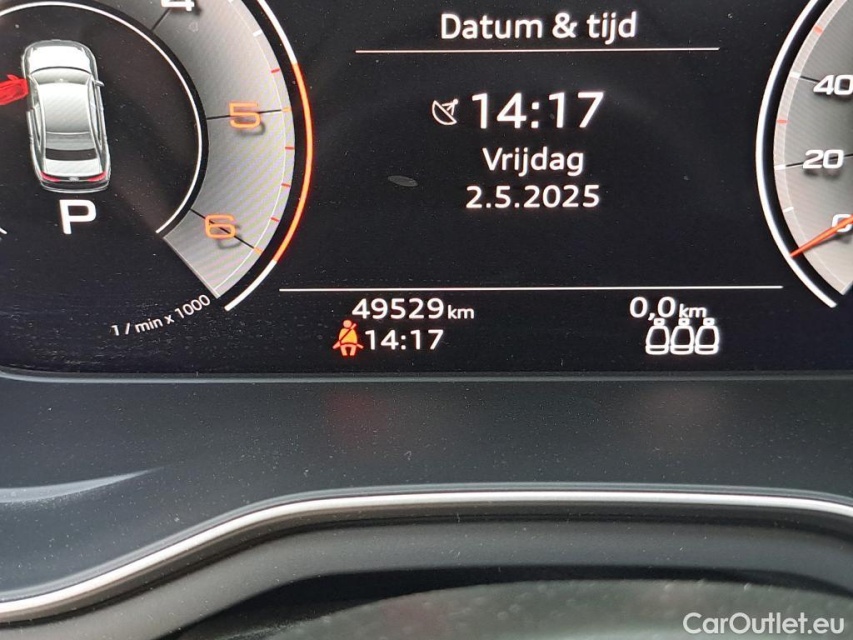 Datum & tijd
14:17
Vrijdag
2.5.2025
4
5
6
1 / min x 1000
P
40
20
0
49529 km
0,0 km
14:17
CarOutlet.eu